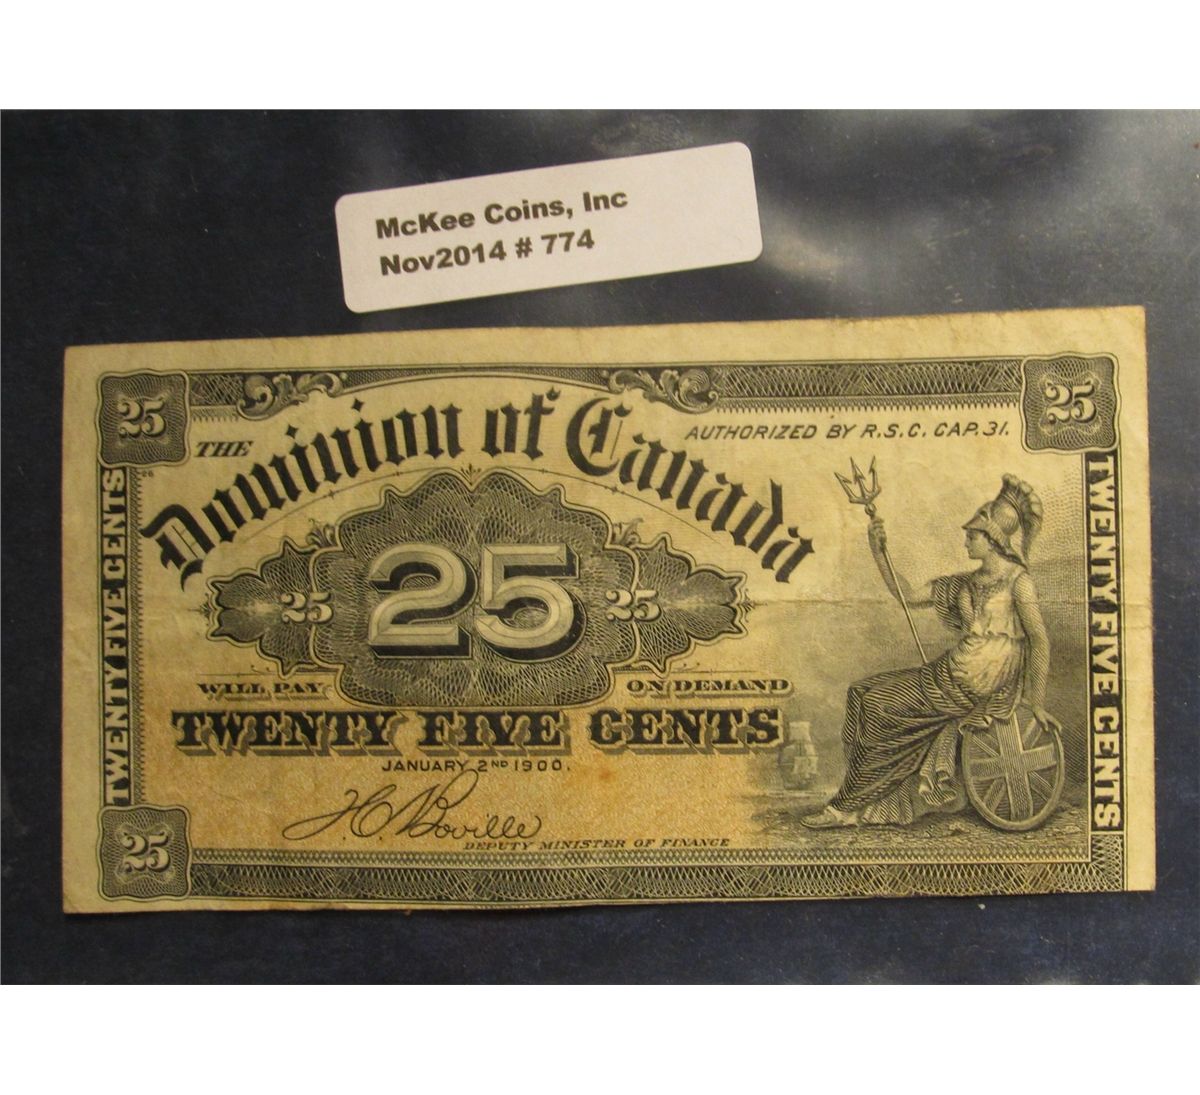 McKee Coins, Inc
Nov2014 # 774
25
25
THE
Dominion of Canada
AUTHORIZED BY R.S.C. CAP. 31.
TWENTY FIVE CENTS
25
25
25
TWENTY FIVE CENTS
WILL PAY
ON DEMAND
TWENTY FIVE CENTS
JANUARY 2ND 1900.
T.C. Boville
DEPUTY MINISTER OF FINANCE
25